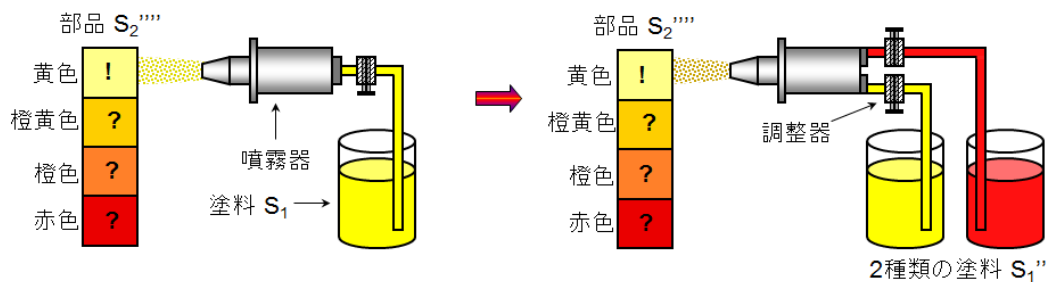 部品 S₂''''
黄色
!
橙黄色
?
橙色
?
赤色
?
噴霧器
塗料 S₁
部品 S₂''''
黄色
!
橙黄色
?
橙色
?
赤色
?
調整器
2種類の塗料 S₁''